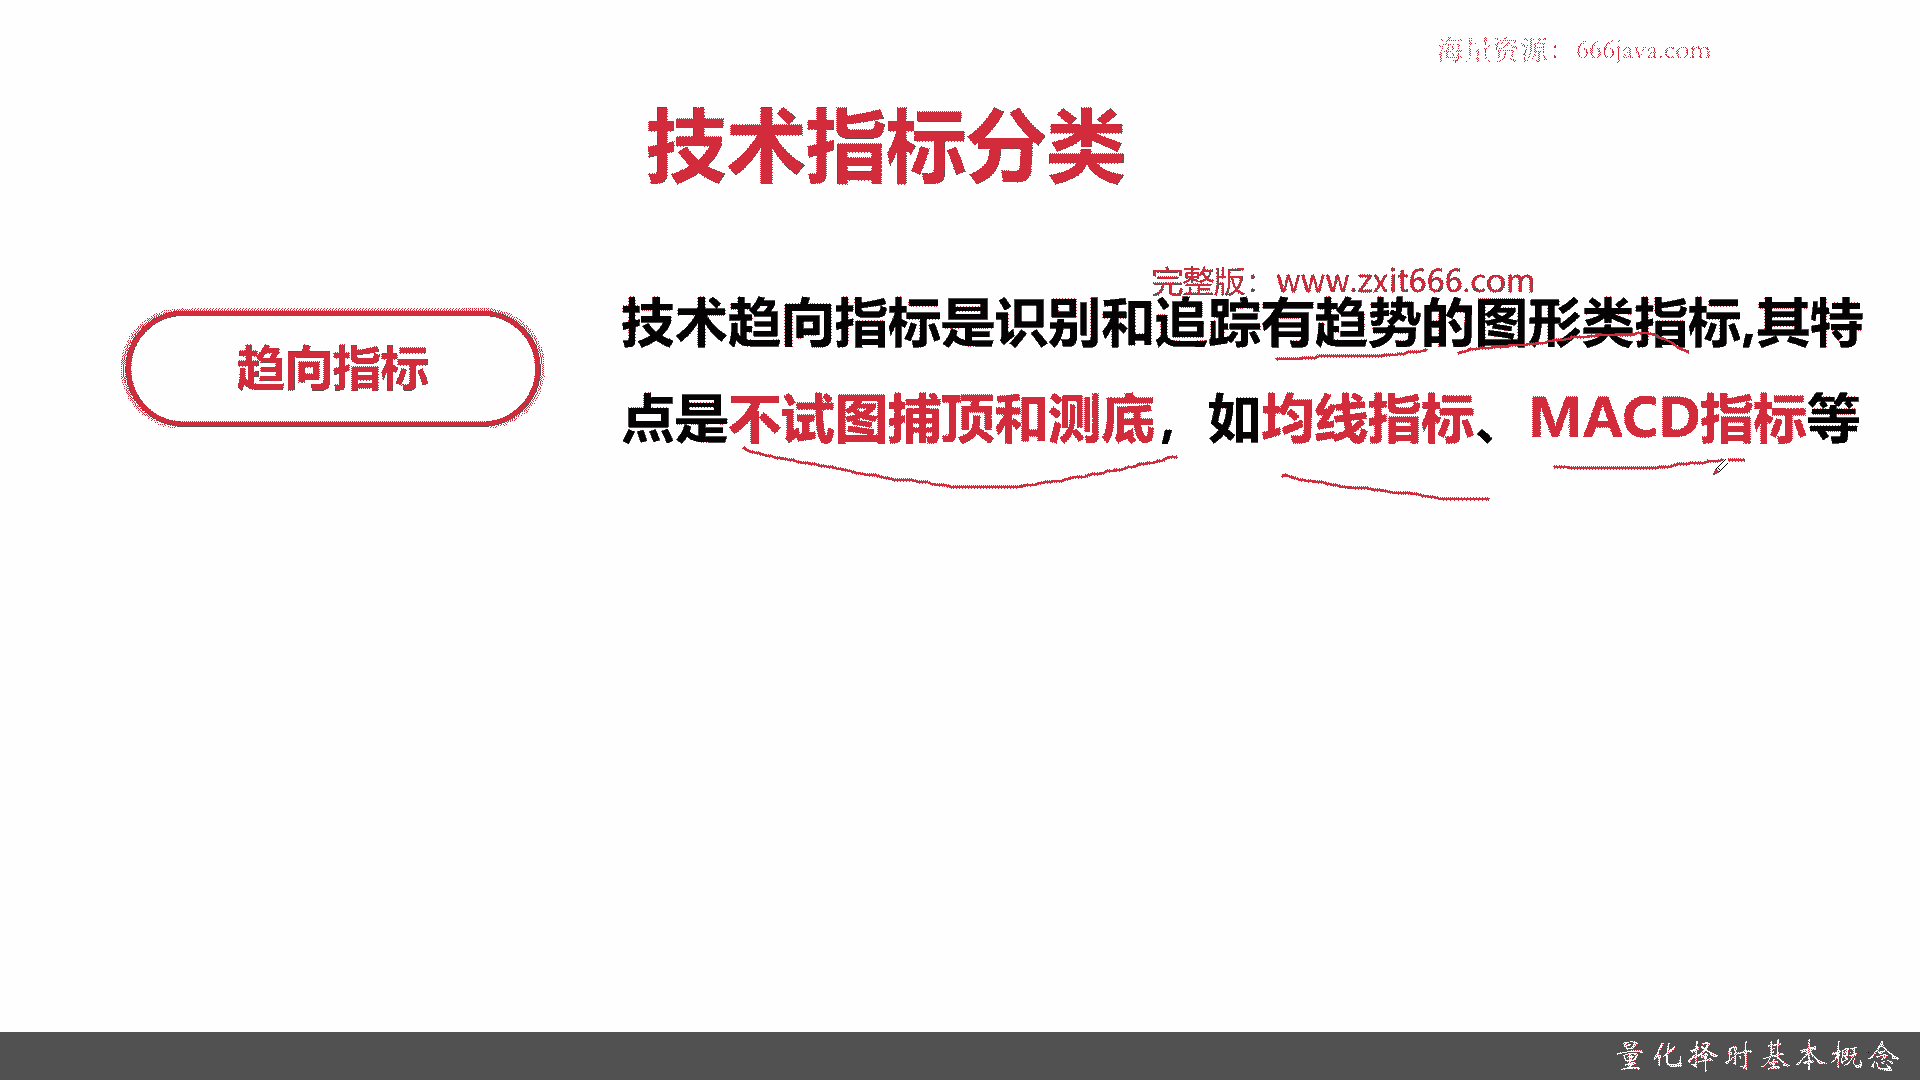 海量资源：666java.com
技术指标分类
完整版：www.zxit666.com
趋向指标
技术趋向指标是识别和追踪有趋势的图形类指标,其特
点是不试图捕顶和测底，如均线指标、MACD指标等
量化择时基本概念